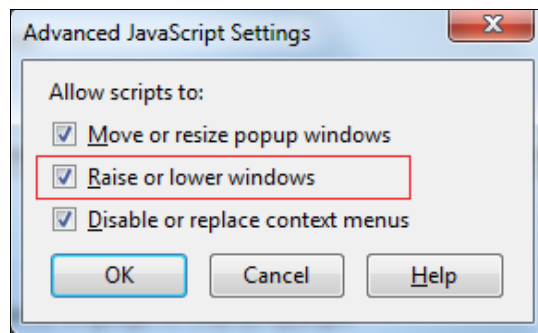 Advanced JavaScript Settings
Allow scripts to:
Move or resize popup windows
Raise or lower windows
Disable or replace context menus
OK Cancel Help